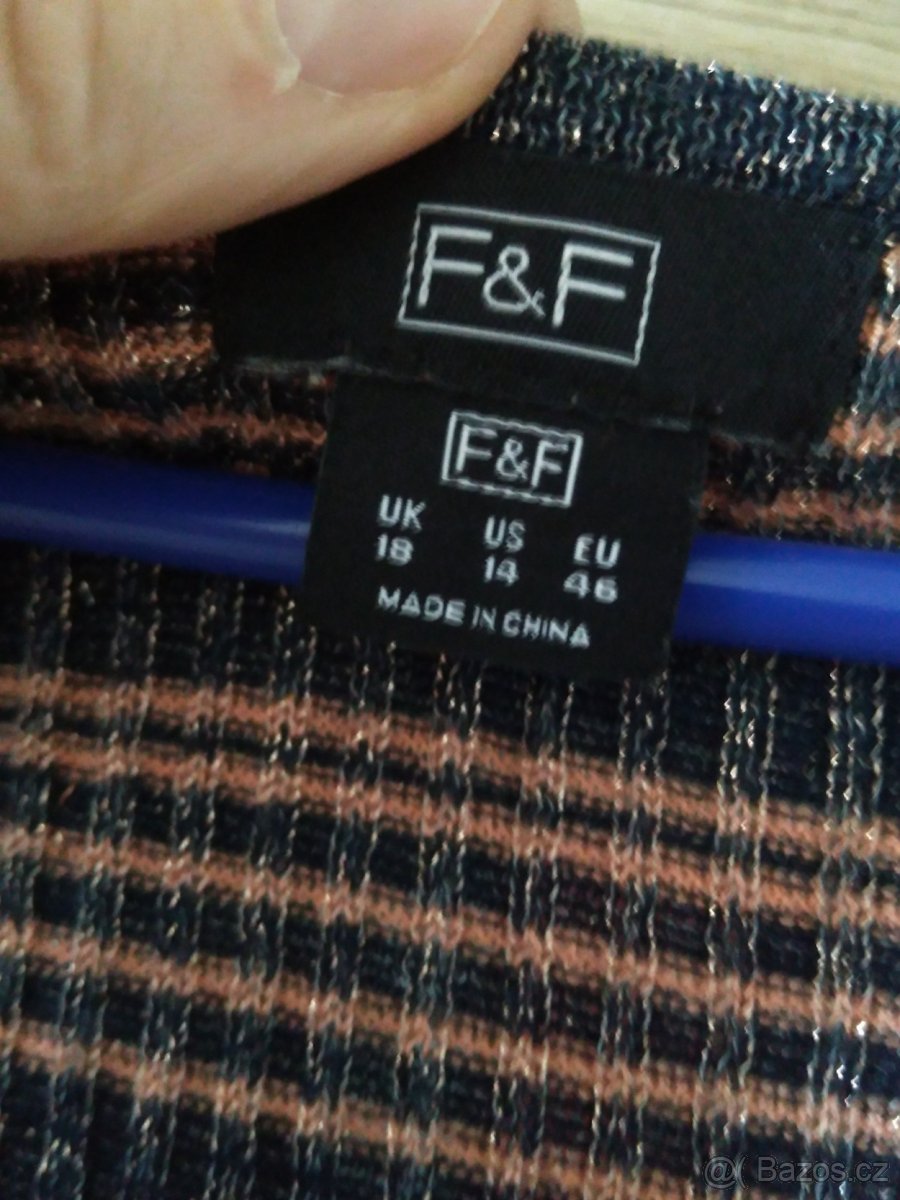 F&F
F&F
UK US EU
18 14 46
MADE IN CHINA
@( Bazos.cz